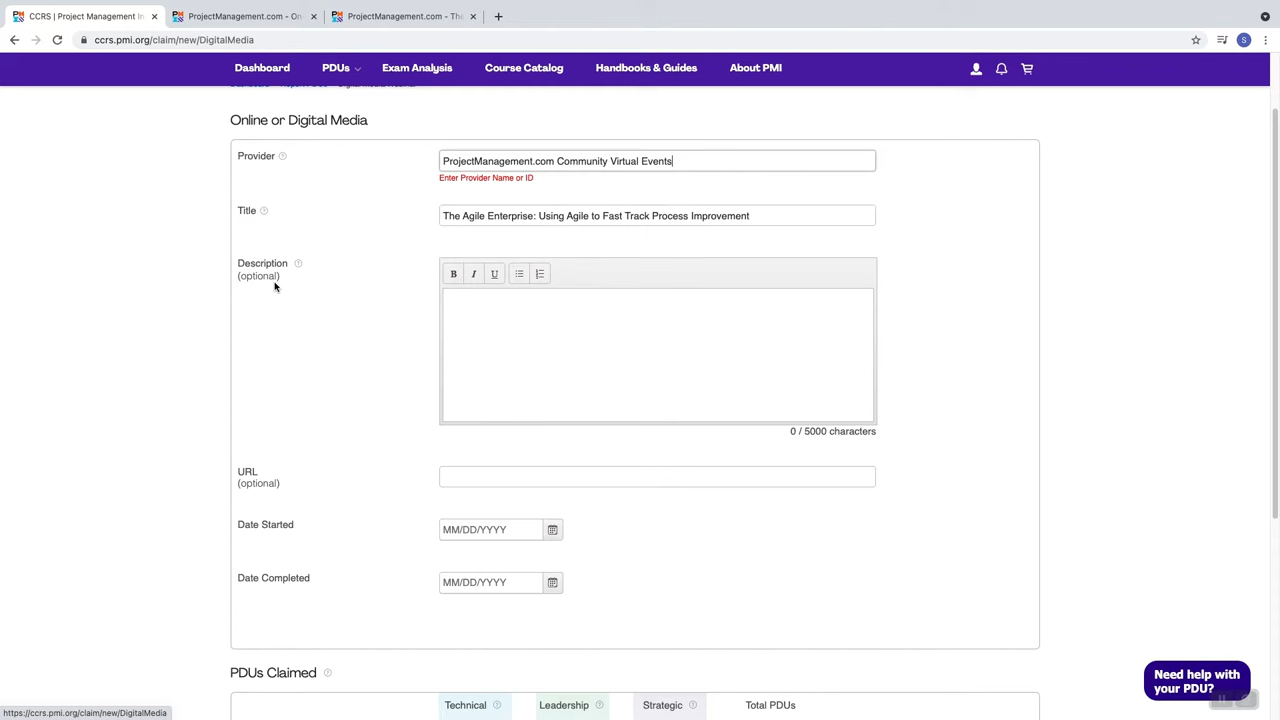 CCRS | Project Management In
ProjectManagement.com - On
ProjectManagement.com - Th
ccrs.pmi.org/claim/new/DigitalMedia
S
Dashboard PDUs Exam Analysis Course Catalog Handbooks & Guides About PMI
Online or Digital Media
Provider
ProjectManagement.com Community Virtual Events
Enter Provider Name or ID
Title
The Agile Enterprise: Using Agile to Fast Track Process Improvement
Description
(optional)
B I U
0 / 5000 characters
URL
(optional)
Date Started
MM/DD/YYYY
Date Completed
MM/DD/YYYY
PDUs Claimed
Technical Leadership Strategic Total PDUs
Need help with
your PDU?
https://ccrs.pmi.org/claim/new/DigitalMedia